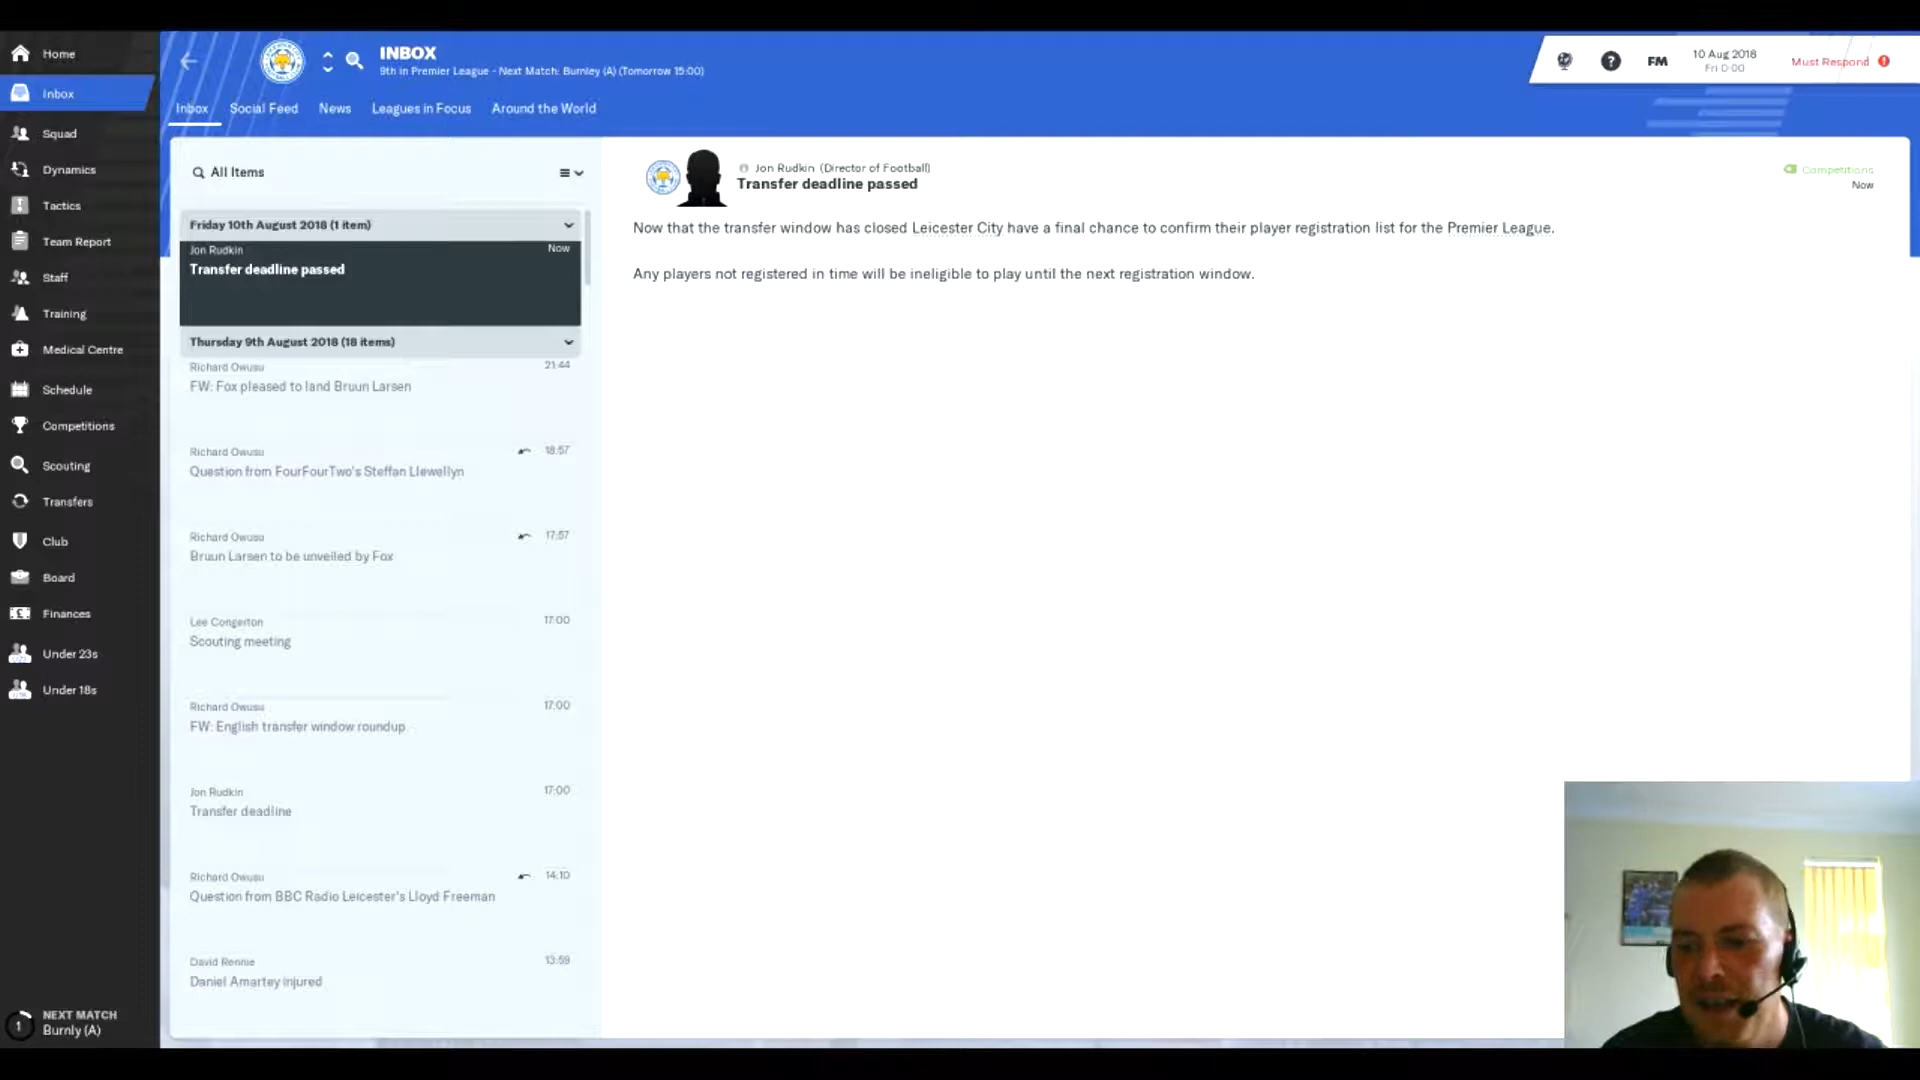 Home
Inbox
Squad
Dynamics
Tactics
Team Report
Staff
Training
Medical Centre
Schedule
Competitions
Scouting
Transfers
Club
Board
Finances
Under 23s
Under 18s
1
NEXT MATCH
Burnly (A)
INBOX
9th in Premier League - Next Match: Burnley (A) (Tomorrow 15:00)
FM
10 Aug 2018
Fri 0:00
Must Respond
Inbox
Social Feed
News
Leagues in Focus
Around the World
All Items
Friday 10th August 2018 (1 item)
Jon Rudkin
Now
Transfer deadline passed
Thursday 9th August 2018 (18 items)
Richard Owusu
21:44
FW: Fox pleased to land Bruun Larsen
Richard Owusu
18:57
Question from FourFourTwo's Steffan Llewellyn
Richard Owusu
17:57
Bruun Larsen to be unveiled by Fox
Lee Congerton
17:00
Scouting meeting
Richard Owusu
17:00
FW: English transfer window roundup
Jon Rudkin
17:00
Transfer deadline
Richard Owusu
14:10
Question from BBC Radio Leicester's Lloyd Freeman
David Rennie
13:59
Daniel Amartey injured
Jon Rudkin (Director of Football)
Transfer deadline passed
Competitions
Now
Now that the transfer window has closed Leicester City have a final chance to confirm their player registration list for the Premier League.
Any players not registered in time will be ineligible to play until the next registration window.